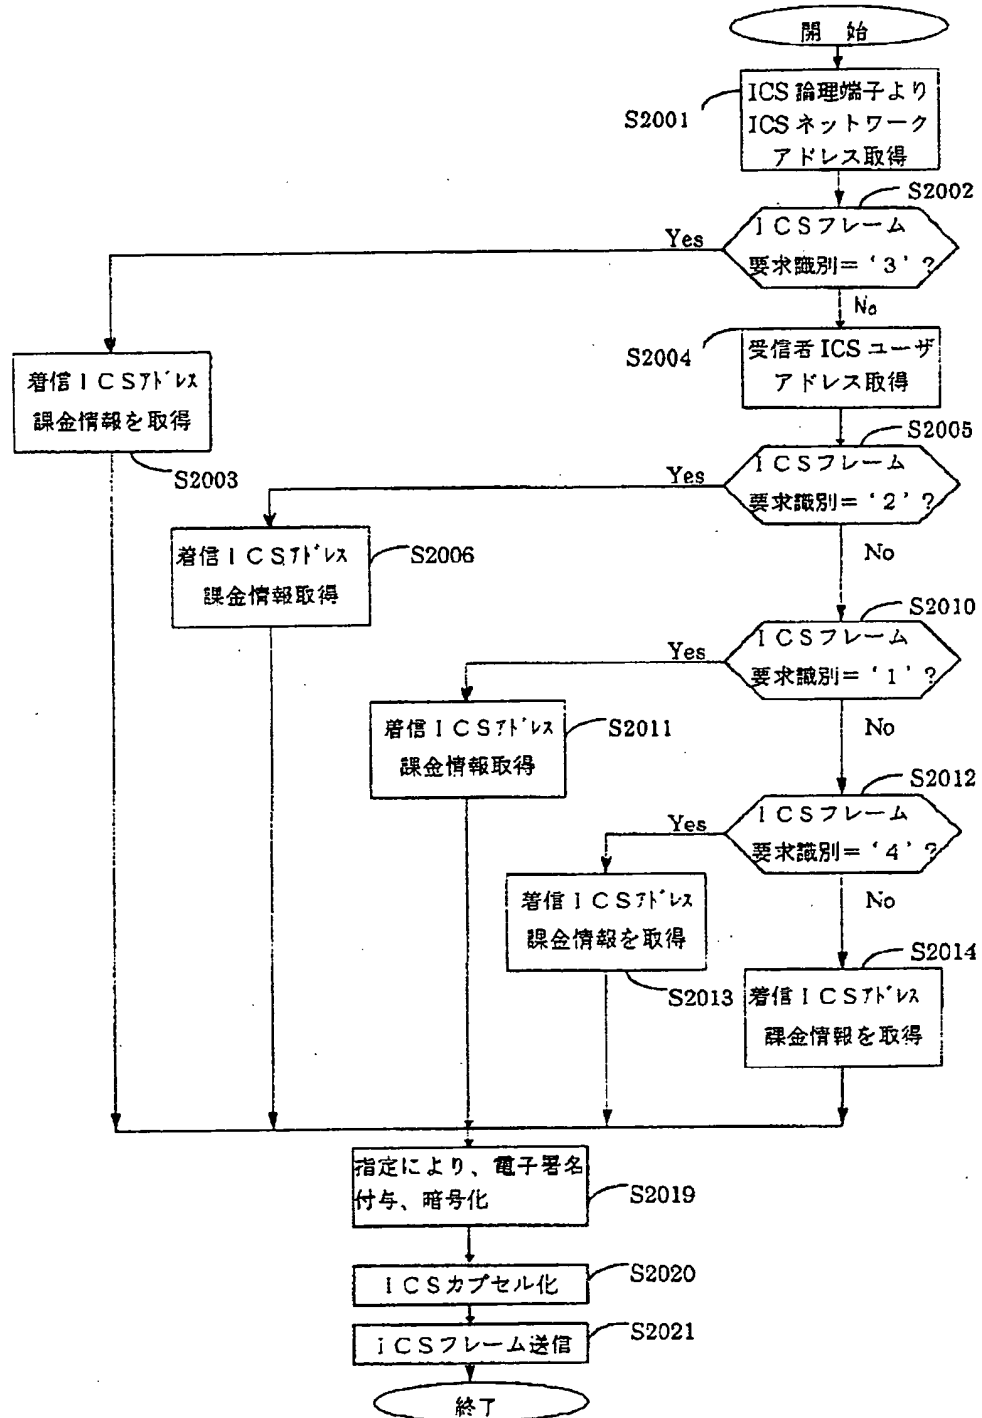 開 始
ICS論理端子より
ICSネットワーク
アドレス取得
S2001
S2002
ICSフレーム
要求識別=‘3’?
Yes
No
着信ICSアドレス
課金情報を取得
S2003
S2004
受信者ICSユーザ
アドレス取得
S2005
ICSフレーム
要求識別=‘2’?
Yes
No
着信ICSアドレス
課金情報取得
S2006
S2010
ICSフレーム
要求識別=‘1’?
Yes
No
着信ICSアドレス
課金情報取得
S2011
S2012
ICSフレーム
要求識別=‘4’?
Yes
No
着信ICSアドレス
課金情報を取得
S2013
S2014
着信ICSアドレス
課金情報を取得
指定により、電子署名
付与、暗号化
S2019
ICSカプセル化
S2020
ICSフレーム送信
S2021
終了